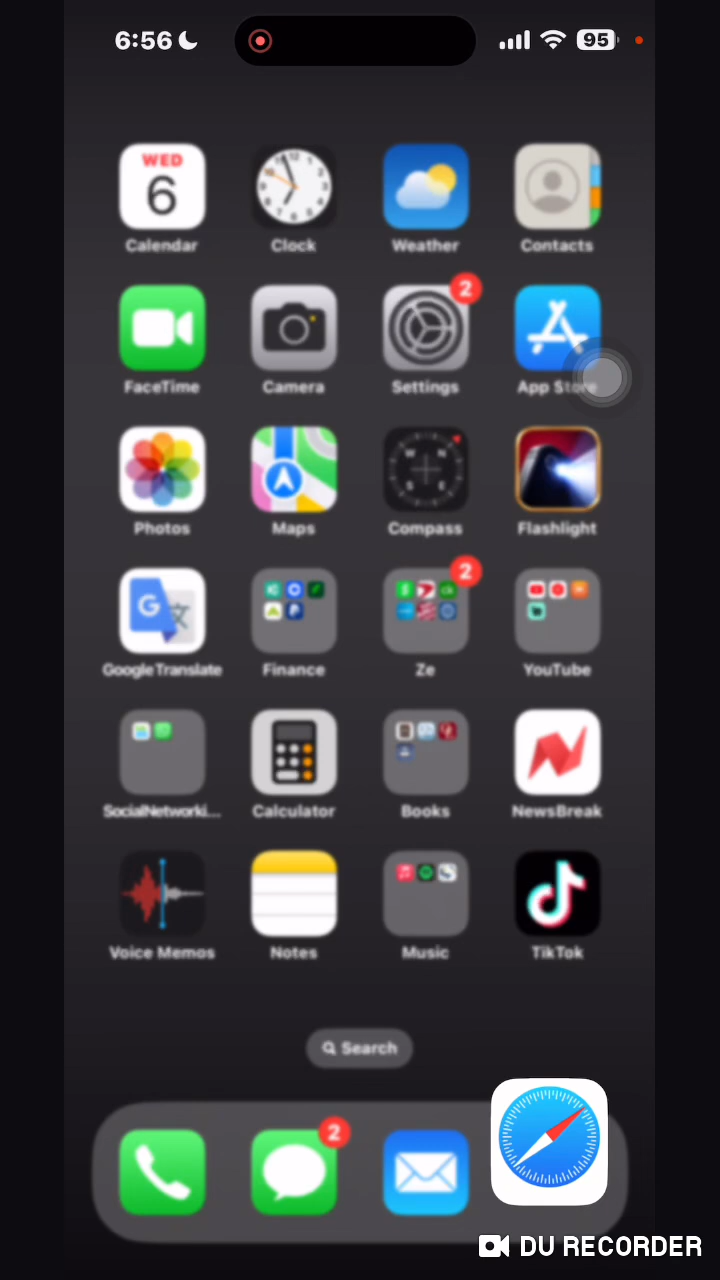 6:56
95
WED
6
Calendar
Clock
Weather
Contacts
2
FaceTime
Camera
Settings
App Store
Photos
Maps
Compass
Flashlight
2
Google Translate
Finance
Ze
YouTube
SocialNetworki...
Calculator
Books
NewsBreak
Voice Memos
Notes
Music
TikTok
Search
2
DU RECORDER